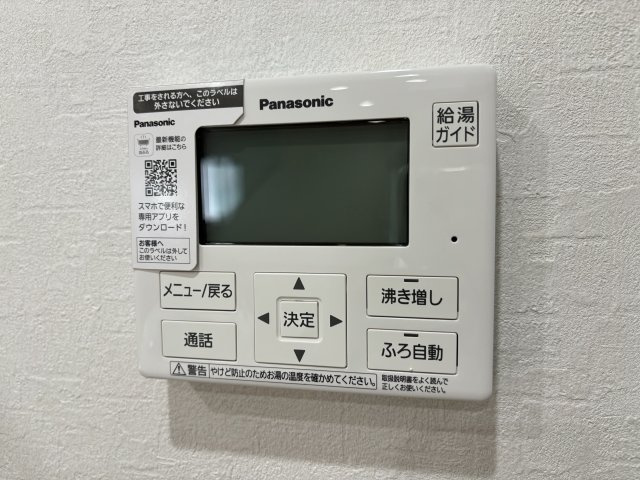 工事をされる方へ、このラベルは
外さないでください
Panasonic
最新機能の
詳細はこちら
スマホで便利な
専用アプリを
ダウンロード!
お客様へ
このラベルは外して
お使いください
Panasonic
給湯
ガイド
メニュー/戻る
通話
▲
◀ 決定 ▶
▼
沸き増し
ふろ自動
⚠警告 やけど防止のためお湯の温度を確かめてください。
取扱説明書をよく読んで
正しくお使いください。